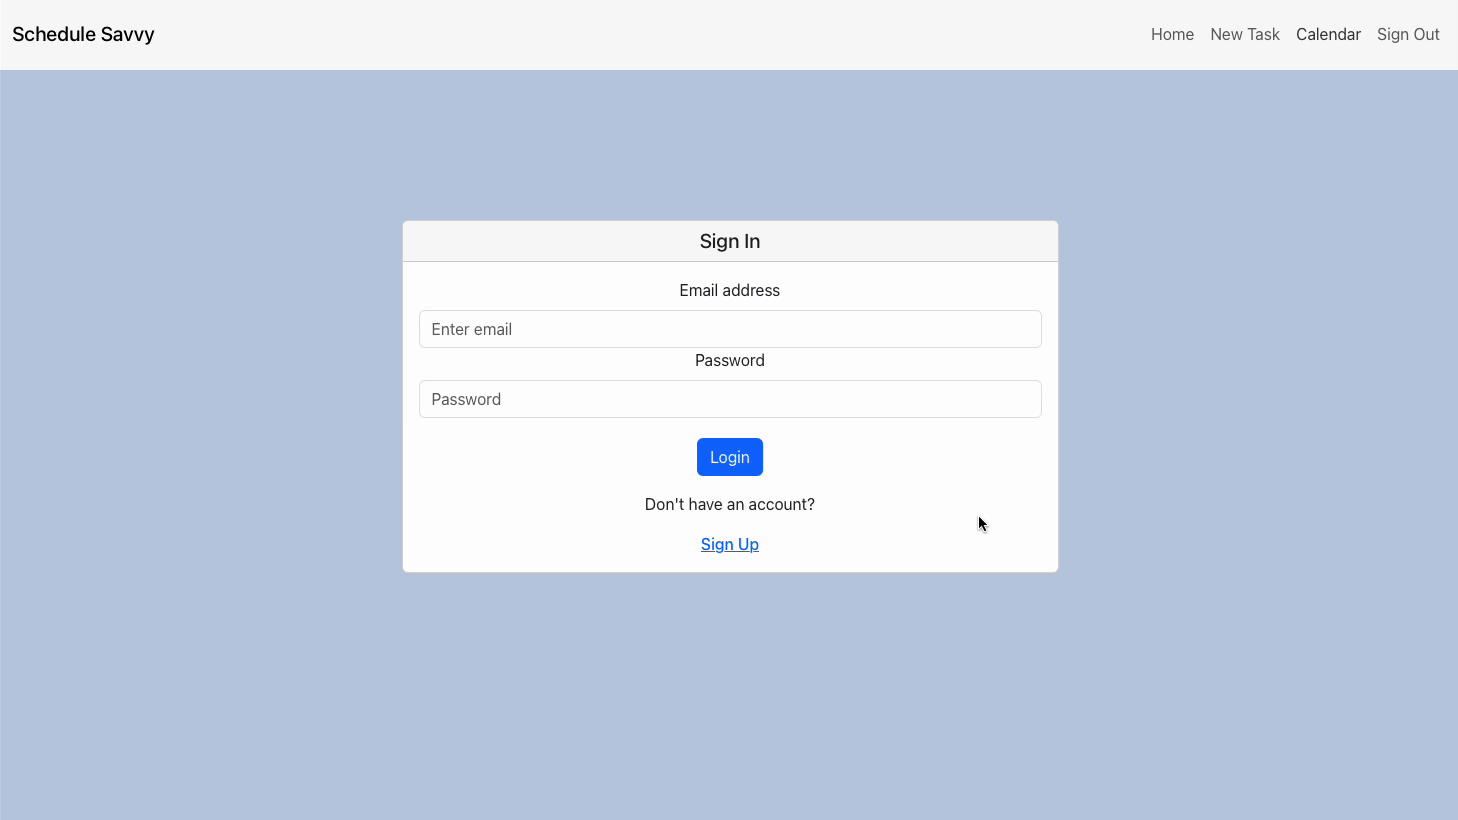 Schedule Savvy
Home New Task Calendar Sign Out
Sign In
Email address
Enter email
Password
Password
Login
Don't have an account?
Sign Up